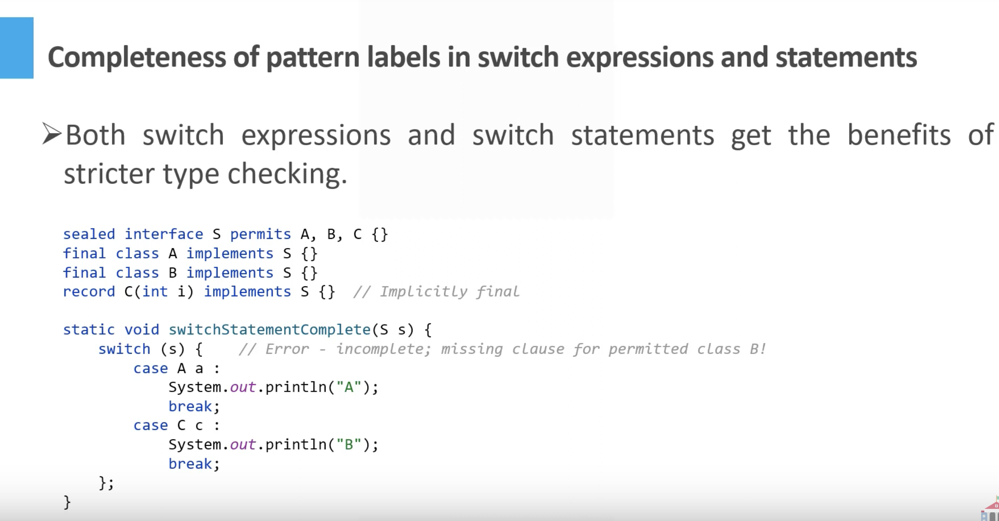 Completeness of pattern labels in switch expressions and statements
➢Both switch expressions and switch statements get the benefits of
stricter type checking.
sealed interface S permits A, B, C {}
final class A implements S {}
final class B implements S {}
record C(int i) implements S {}  // Implicitly final
static void switchStatementComplete(S s) {
    switch (s) {    // Error - incomplete; missing clause for permitted class B!
        case A a :
            System.out.println("A");
            break;
        case C c :
            System.out.println("B");
            break;
    };
}